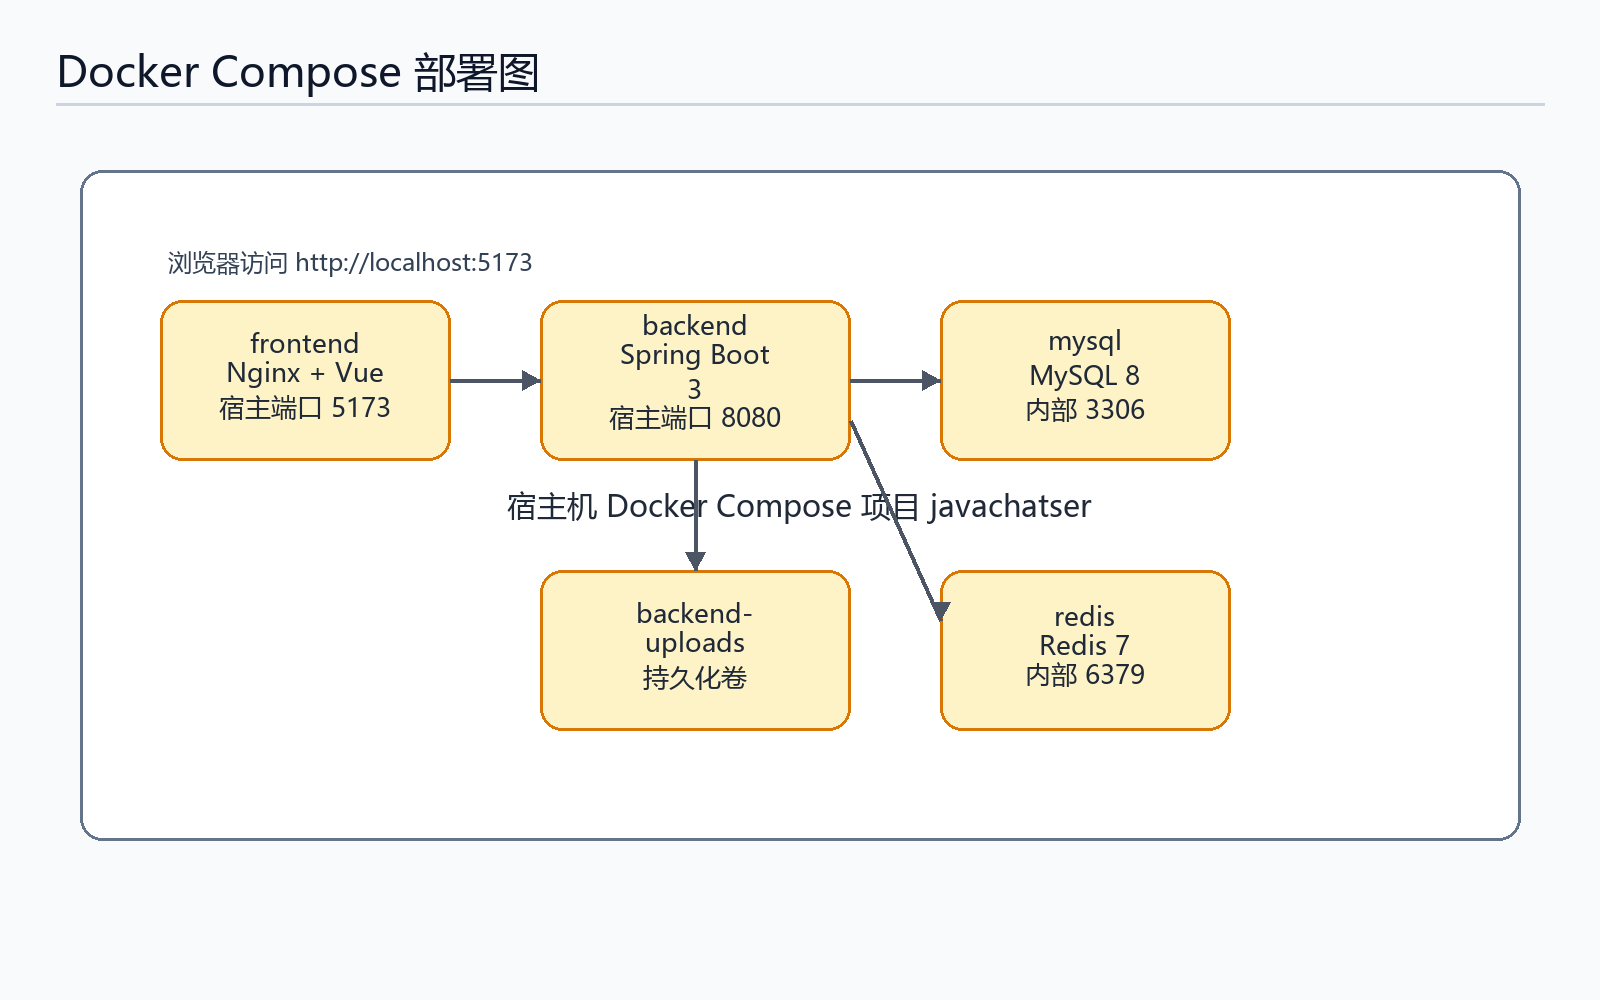 Docker Compose 部署图
浏览器访问 http://localhost:5173
frontend
Nginx + Vue
宿主端口 5173
backend
Spring Boot
3
宿主端口 8080
mysql
MySQL 8
内部 3306
宿主机 Docker Compose 项目 javachatser
backend-
uploads
持久化卷
redis
Redis 7
内部 6379